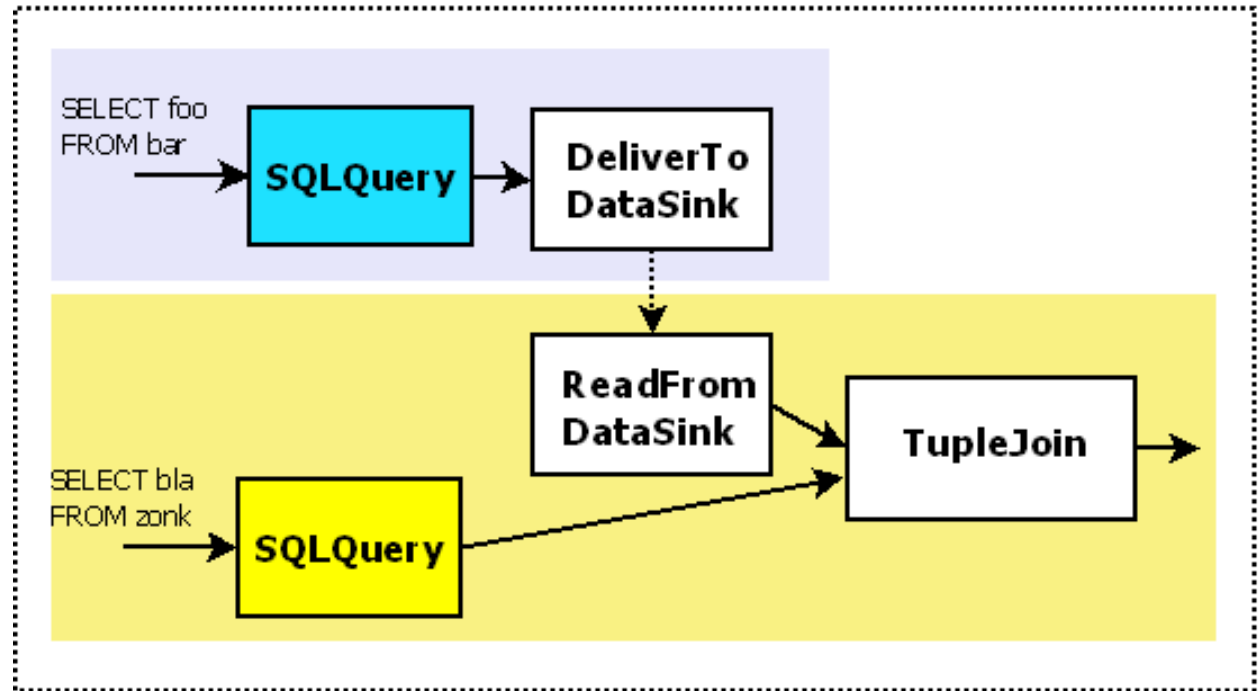 SELECT foo
FROM bar
SQLQuery
DeliverTo
DataSink
ReadFrom
DataSink
TupleJoin
SELECT bla
FROM zonk
SQLQuery